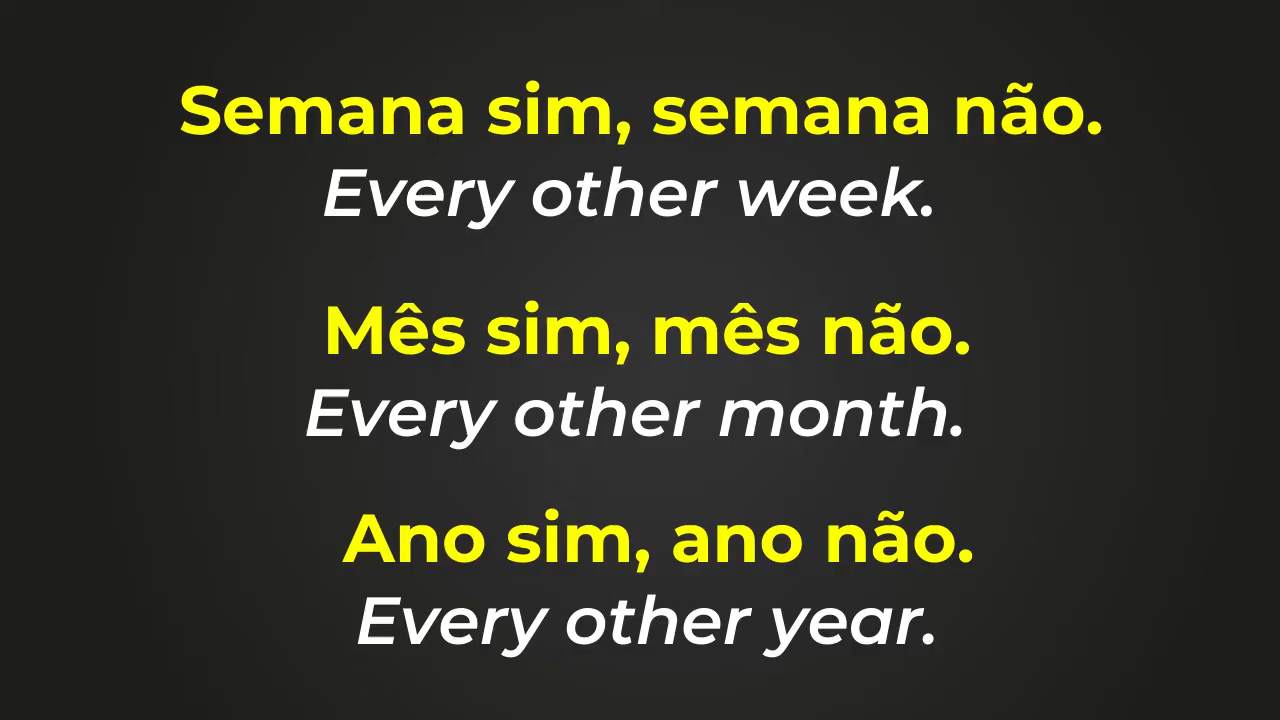 Semana sim, semana não.
Every other week.
Mês sim, mês não.
Every other month.
Ano sim, ano não.
Every other year.